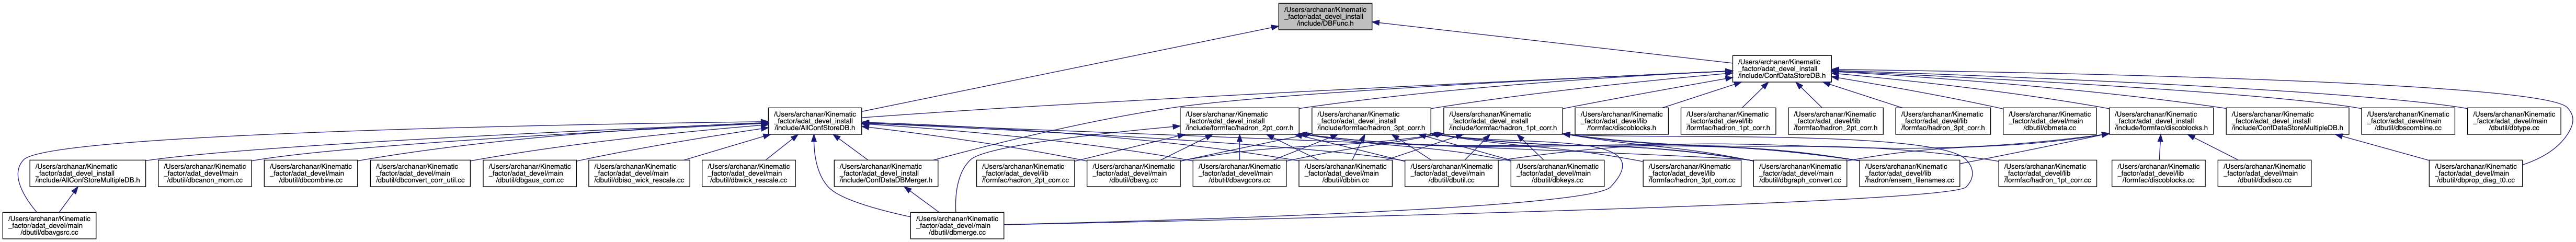 /Users/archanar/Kinematic
_factor/adat_devel_install
/include/DBFunc.h
/Users/archanar/Kinematic
_factor/adat_devel_install
/include/ConfDataStoreDB.h
/Users/archanar/Kinematic
_factor/adat_devel_install
/include/AllConfStoreDB.h
/Users/archanar/Kinematic
_factor/adat_devel_install
/include/formfac/hadron_2pt_corr.h
/Users/archanar/Kinematic
_factor/adat_devel_install
/include/formfac/hadron_3pt_corr.h
/Users/archanar/Kinematic
_factor/adat_devel_install
/include/formfac/hadron_1pt_corr.h
/Users/archanar/Kinematic
_factor/adat_devel/lib
/formfac/discoblocks.h
/Users/archanar/Kinematic
_factor/adat_devel/lib
/formfac/hadron_1pt_corr.h
/Users/archanar/Kinematic
_factor/adat_devel/lib
/formfac/hadron_2pt_corr.h
/Users/archanar/Kinematic
_factor/adat_devel/lib
/formfac/hadron_3pt_corr.h
/Users/archanar/Kinematic
_factor/adat_devel/main
/dbutil/dbmeta.cc
/Users/archanar/Kinematic
_factor/adat_devel_install
/include/formfac/discoblocks.h
/Users/archanar/Kinematic
_factor/adat_devel_install
/include/ConfDataStoreMultipleDB.h
/Users/archanar/Kinematic
_factor/adat_devel/main
/dbutil/dbscombine.cc
/Users/archanar/Kinematic
_factor/adat_devel/main
/dbutil/dbtype.cc
/Users/archanar/Kinematic
_factor/adat_devel_install
/include/AllConfStoreMultipleDB.h
/Users/archanar/Kinematic
_factor/adat_devel/main
/dbutil/dbcanon_mom.cc
/Users/archanar/Kinematic
_factor/adat_devel/main
/dbutil/dbcombine.cc
/Users/archanar/Kinematic
_factor/adat_devel/main
/dbutil/dbconvert_corr_util.cc
/Users/archanar/Kinematic
_factor/adat_devel/main
/dbutil/dbgaus_corr.cc
/Users/archanar/Kinematic
_factor/adat_devel/main
/dbutil/dbiso_wick_rescale.cc
/Users/archanar/Kinematic
_factor/adat_devel/main
/dbutil/dbwick_rescale.cc
/Users/archanar/Kinematic
_factor/adat_devel_install
/include/ConfDataDBMerger.h
/Users/archanar/Kinematic
_factor/adat_devel/lib
/formfac/hadron_2pt_corr.cc
/Users/archanar/Kinematic
_factor/adat_devel/main
/dbutil/dbavg.cc
/Users/archanar/Kinematic
_factor/adat_devel/main
/dbutil/dbavgcors.cc
/Users/archanar/Kinematic
_factor/adat_devel/main
/dbutil/dbbin.cc
/Users/archanar/Kinematic
_factor/adat_devel/main
/dbutil/dbutil.cc
/Users/archanar/Kinematic
_factor/adat_devel/main
/dbutil/dbkeys.cc
/Users/archanar/Kinematic
_factor/adat_devel/lib
/formfac/hadron_3pt_corr.cc
/Users/archanar/Kinematic
_factor/adat_devel/main
/dbutil/dbgraph_convert.cc
/Users/archanar/Kinematic
_factor/adat_devel/lib
/hadron/ensem_filenames.cc
/Users/archanar/Kinematic
_factor/adat_devel/lib
/formfac/hadron_1pt_corr.cc
/Users/archanar/Kinematic
_factor/adat_devel/lib
/formfac/discoblocks.cc
/Users/archanar/Kinematic
_factor/adat_devel/main
/dbutil/dbdisco.cc
/Users/archanar/Kinematic
_factor/adat_devel/main
/dbutil/dbprop_diag_t0.cc
/Users/archanar/Kinematic
_factor/adat_devel/main
/dbutil/dbavgsrc.cc
/Users/archanar/Kinematic
_factor/adat_devel/main
/dbutil/dbmerge.cc